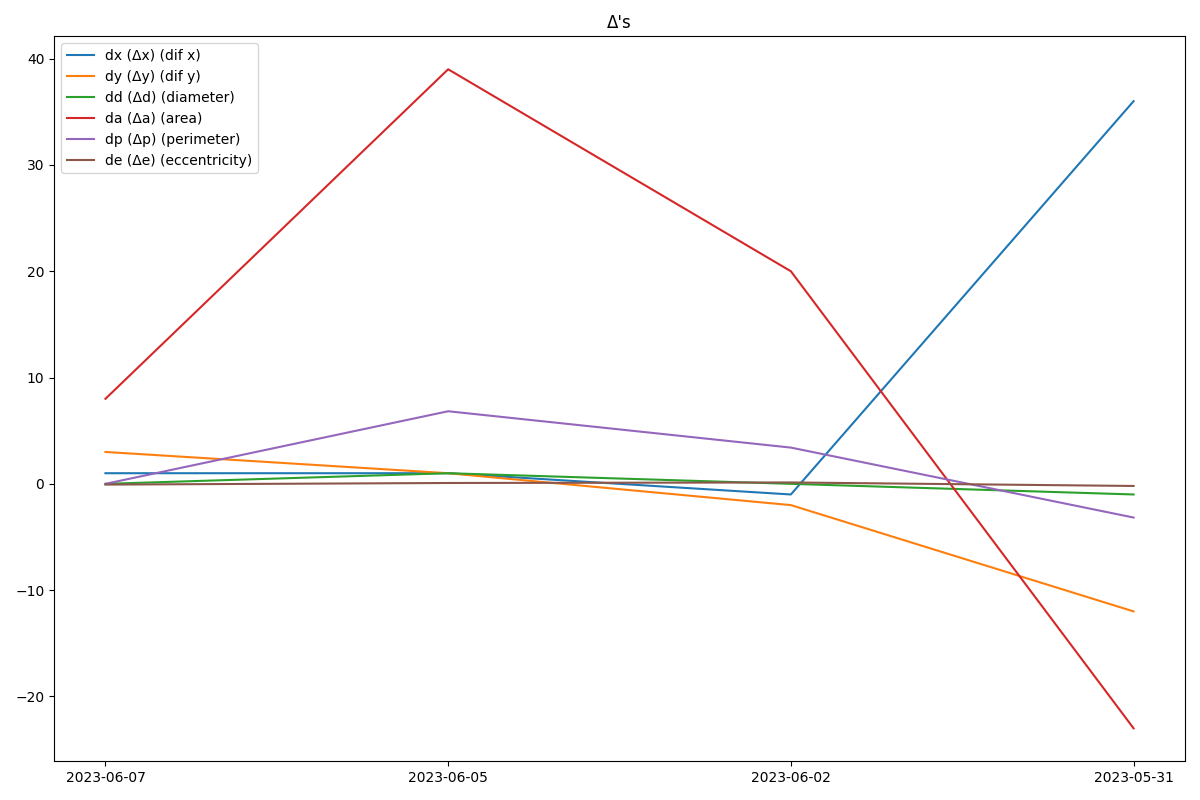 Δ's
dx (Δx) (dif x)
dy (Δy) (dif y)
dd (Δd) (diameter)
da (Δa) (area)
dp (Δp) (perimeter)
de (Δe) (eccentricity)
40
30
20
10
0
−10
−20
2023-06-07 2023-06-05 2023-06-02 2023-05-31